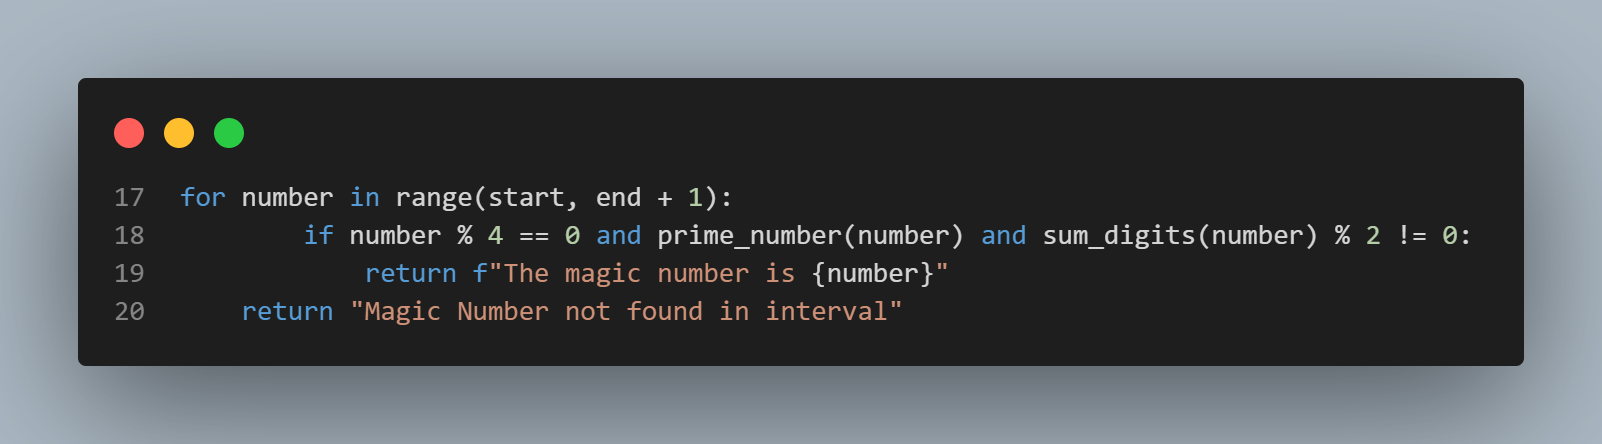 17 for number in range(start, end + 1):
18         if number % 4 == 0 and prime_number(number) and sum_digits(number) % 2 != 0:
19             return f"The magic number is {number}"
20     return "Magic Number not found in interval"